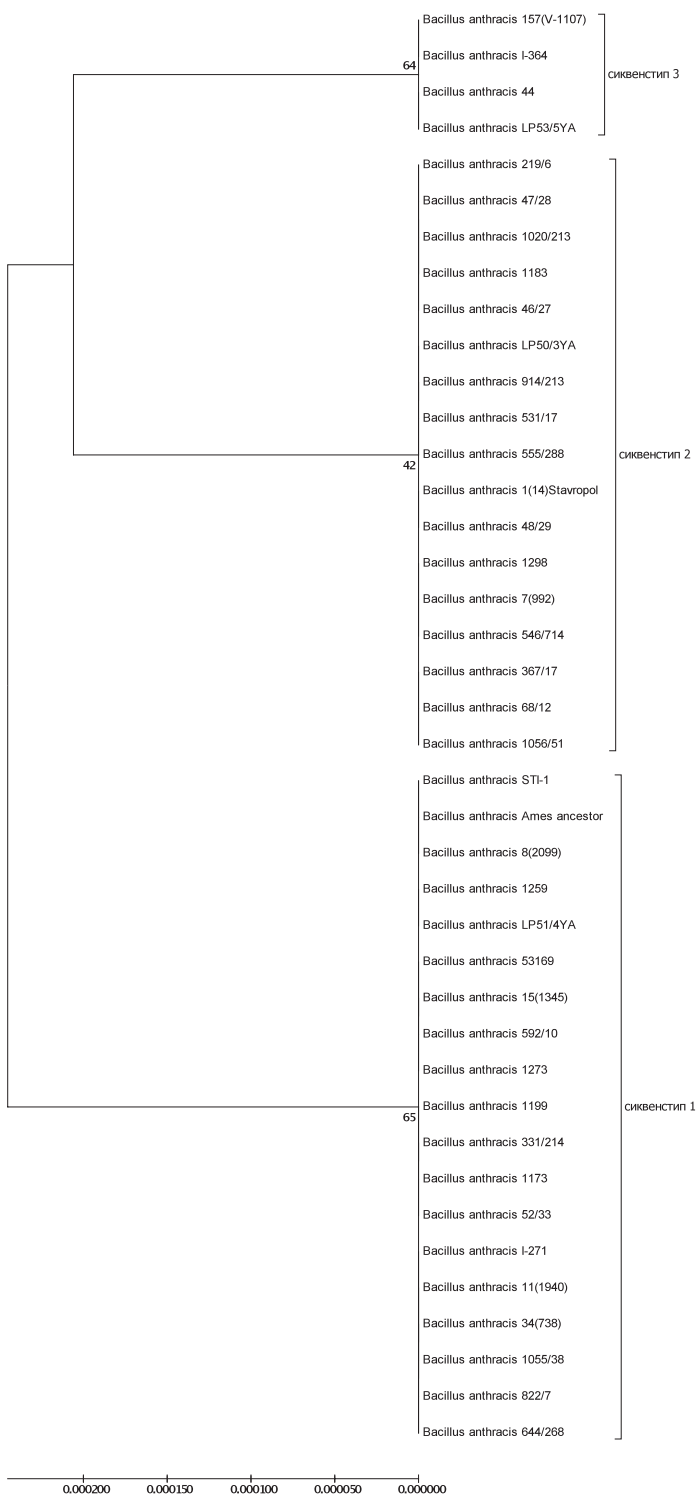 Bacillus anthracis 157(V-1107)
Bacillus anthracis I-364
64
сиквенстип 3
Bacillus anthracis 44
Bacillus anthracis LP53/5YA
Bacillus anthracis 219/6
Bacillus anthracis 47/28
Bacillus anthracis 1020/213
Bacillus anthracis 1183
Bacillus anthracis 46/27
Bacillus anthracis LP50/3YA
Bacillus anthracis 914/213
Bacillus anthracis 531/17
Bacillus anthracis 555/288
сиквенстип 2
42
Bacillus anthracis 1(14)Stavropol
Bacillus anthracis 48/29
Bacillus anthracis 1298
Bacillus anthracis 7(992)
Bacillus anthracis 546/714
Bacillus anthracis 367/17
Bacillus anthracis 68/12
Bacillus anthracis 1056/51
Bacillus anthracis STI-1
Bacillus anthracis Ames ancestor
Bacillus anthracis 8(2099)
Bacillus anthracis 1259
Bacillus anthracis LP51/4YA
Bacillus anthracis 53169
Bacillus anthracis 15(1345)
Bacillus anthracis 592/10
Bacillus anthracis 1273
Bacillus anthracis 1199
сиквенстип 1
65
Bacillus anthracis 331/214
Bacillus anthracis 1173
Bacillus anthracis 52/33
Bacillus anthracis I-271
Bacillus anthracis 11(1940)
Bacillus anthracis 34(738)
Bacillus anthracis 1055/38
Bacillus anthracis 822/7
Bacillus anthracis 644/268
0.000200 0.000150 0.000100 0.000050 0.000000